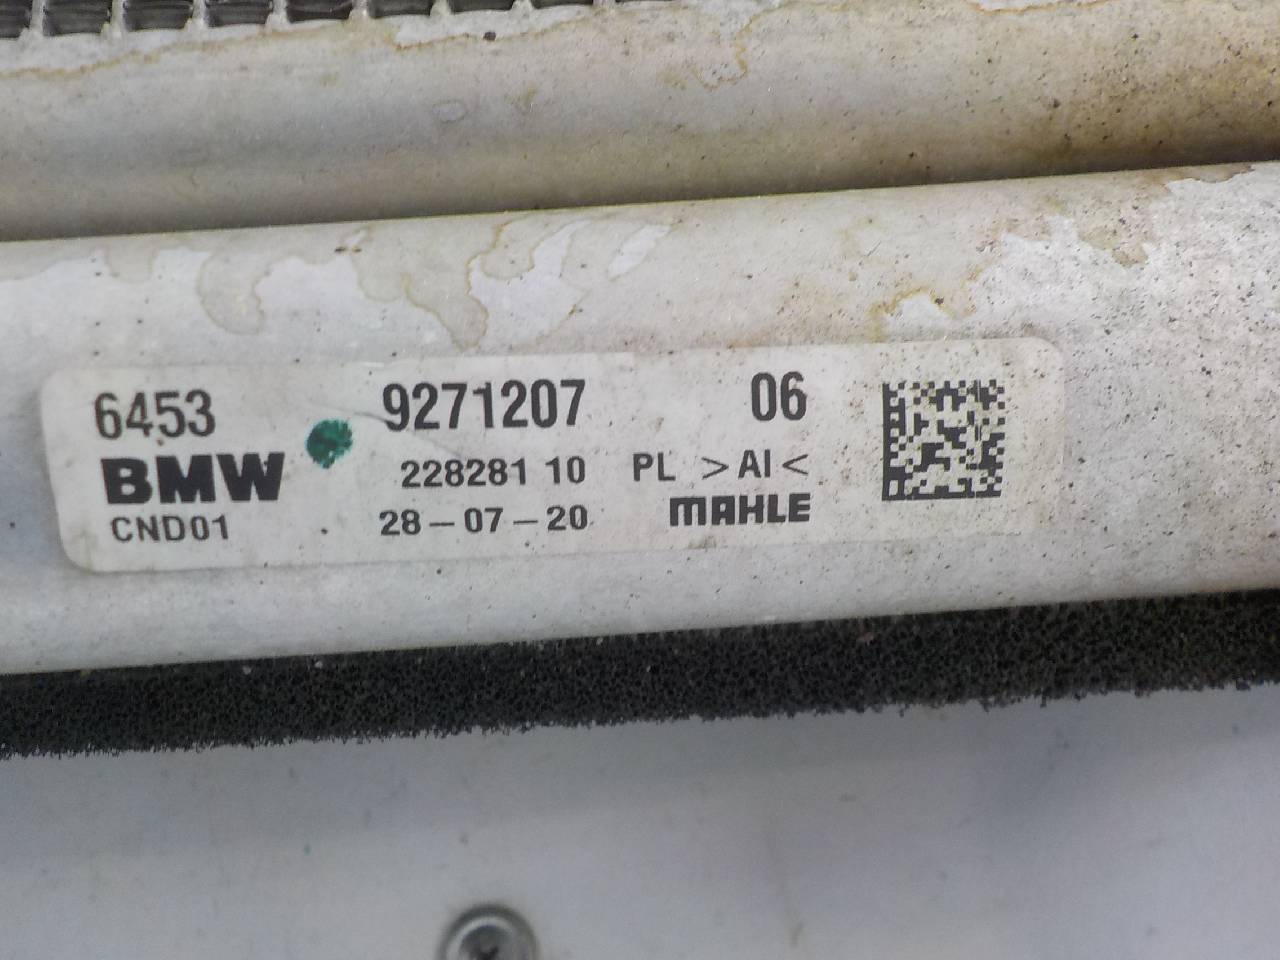 6453 9271207 06
BMW 228281 10 PL >Al<
CND01 28-07-20 MAHLE